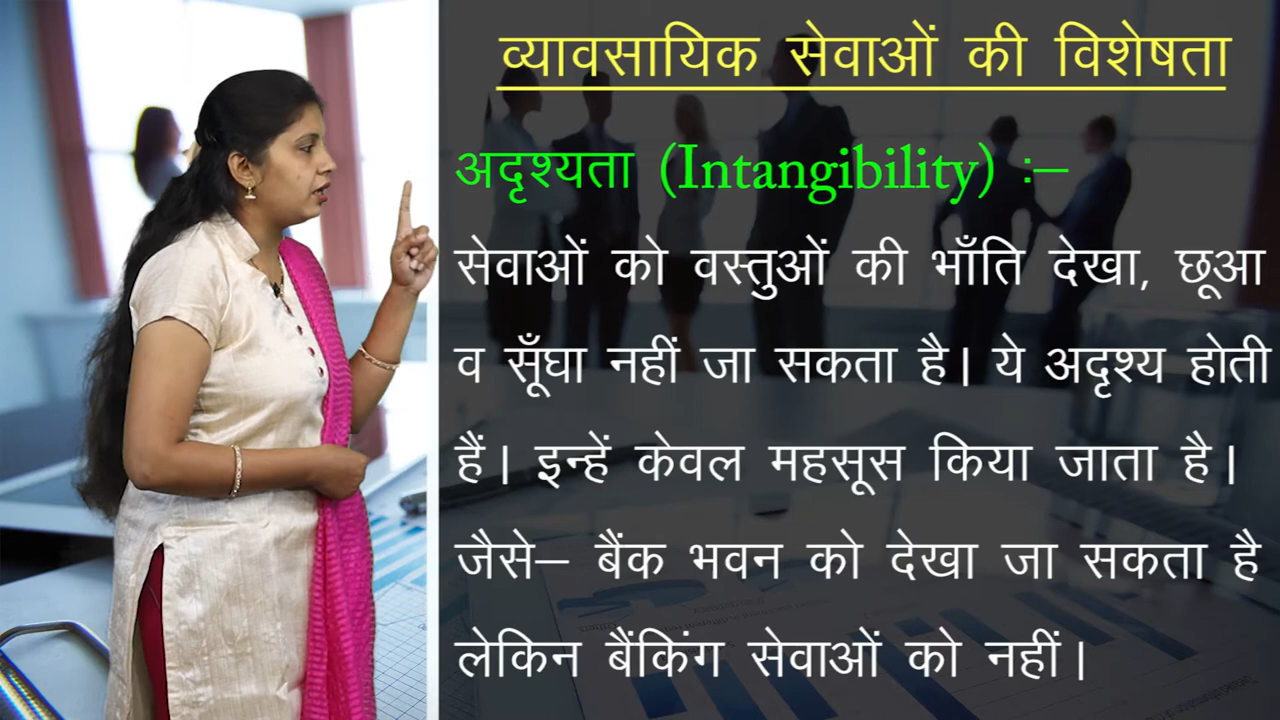 व्यावसायिक सेवाओं की विशेषता
अदृश्यता (Intangibility) :–
सेवाओं को वस्तुओं की भाँति देखा, छूआ
व सूँघा नहीं जा सकता है। ये अदृश्य होती
हैं। इन्हें केवल महसूस किया जाता है।
जैसे– बैंक भवन को देखा जा सकता है
लेकिन बैंकिंग सेवाओं को नहीं।